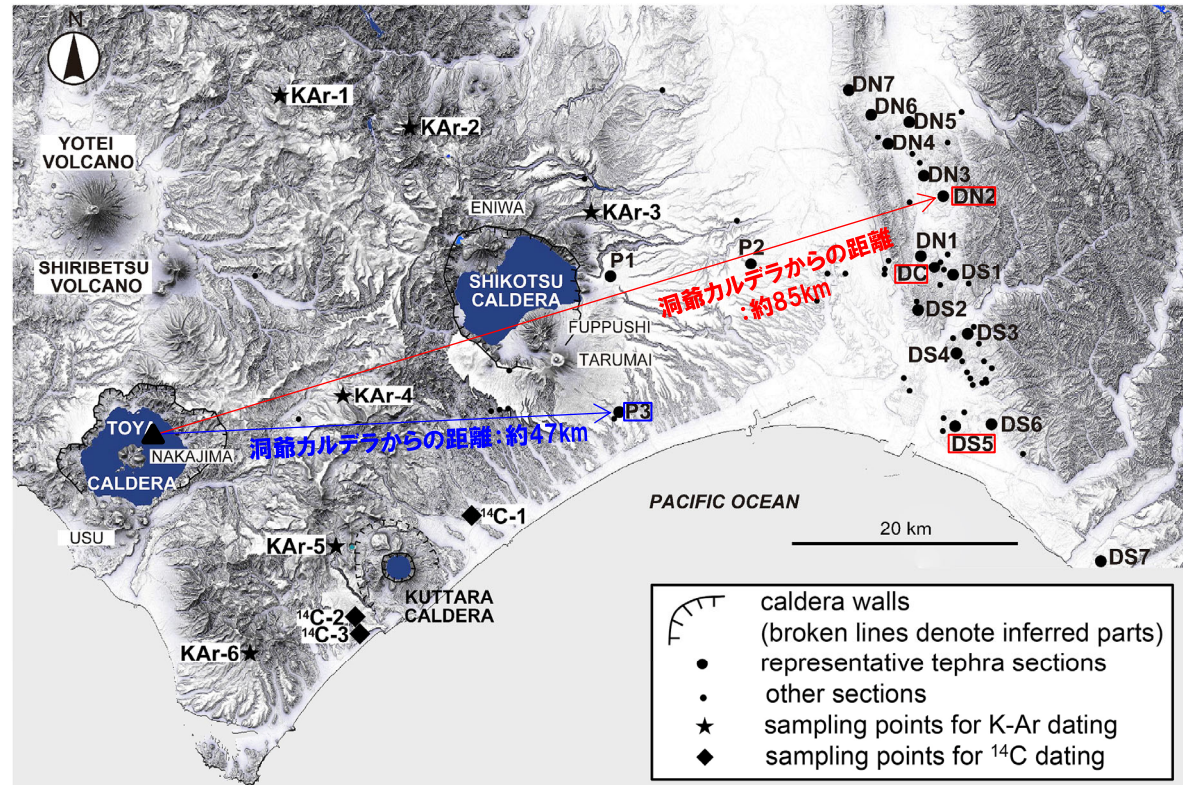 N
KAr-1
KAr-2
YOTEI
VOLCANO
SHIRIBETSU
VOLCANO
ENIWA
KAr-3
SHIKOTSU
CALDERA
P1
P2
FUPPUSHI
TARUMAI
DN7
DN6
DN5
DN4
DN3
DN2
DN1
DC
DS1
DS2
DS3
DS4
DS5
DS6
DS7
洞爺カルデラからの距離
:約85km
KAr-4
P3
洞爺カルデラからの距離:約47km
TOYA
NAKAJIMA
CALDERA
USU
14C-1
KAr-5
KUTTARA
CALDERA
14C-2
14C-3
KAr-6
PACIFIC OCEAN
20 km
caldera walls
(broken lines denote inferred parts)
representative tephra sections
other sections
sampling points for K-Ar dating
sampling points for 14C dating